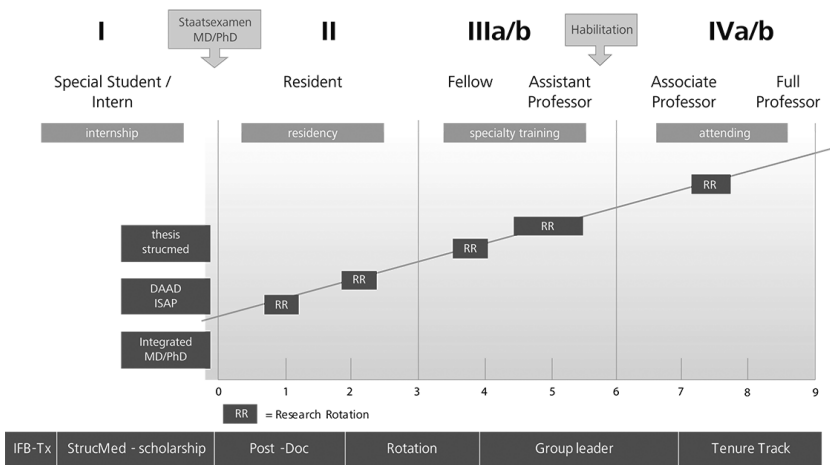 I
Staatsexamen
MD/PhD
II
IIIa/b
Habilitation
IVa/b
Special Student /
Intern
Resident
Fellow
Assistant
Professor
Associate
Professor
Full
Professor
internship
residency
specialty training
attending
RR
RR
RR
RR
RR
thesis
strucmed
DAAD
ISAP
Integrated
MD/PhD
0 1 2 3 4 5 6 7 8 9
RR = Research Rotation
IFB-Tx StrucMed - scholarship Post -Doc Rotation Group leader Tenure Track